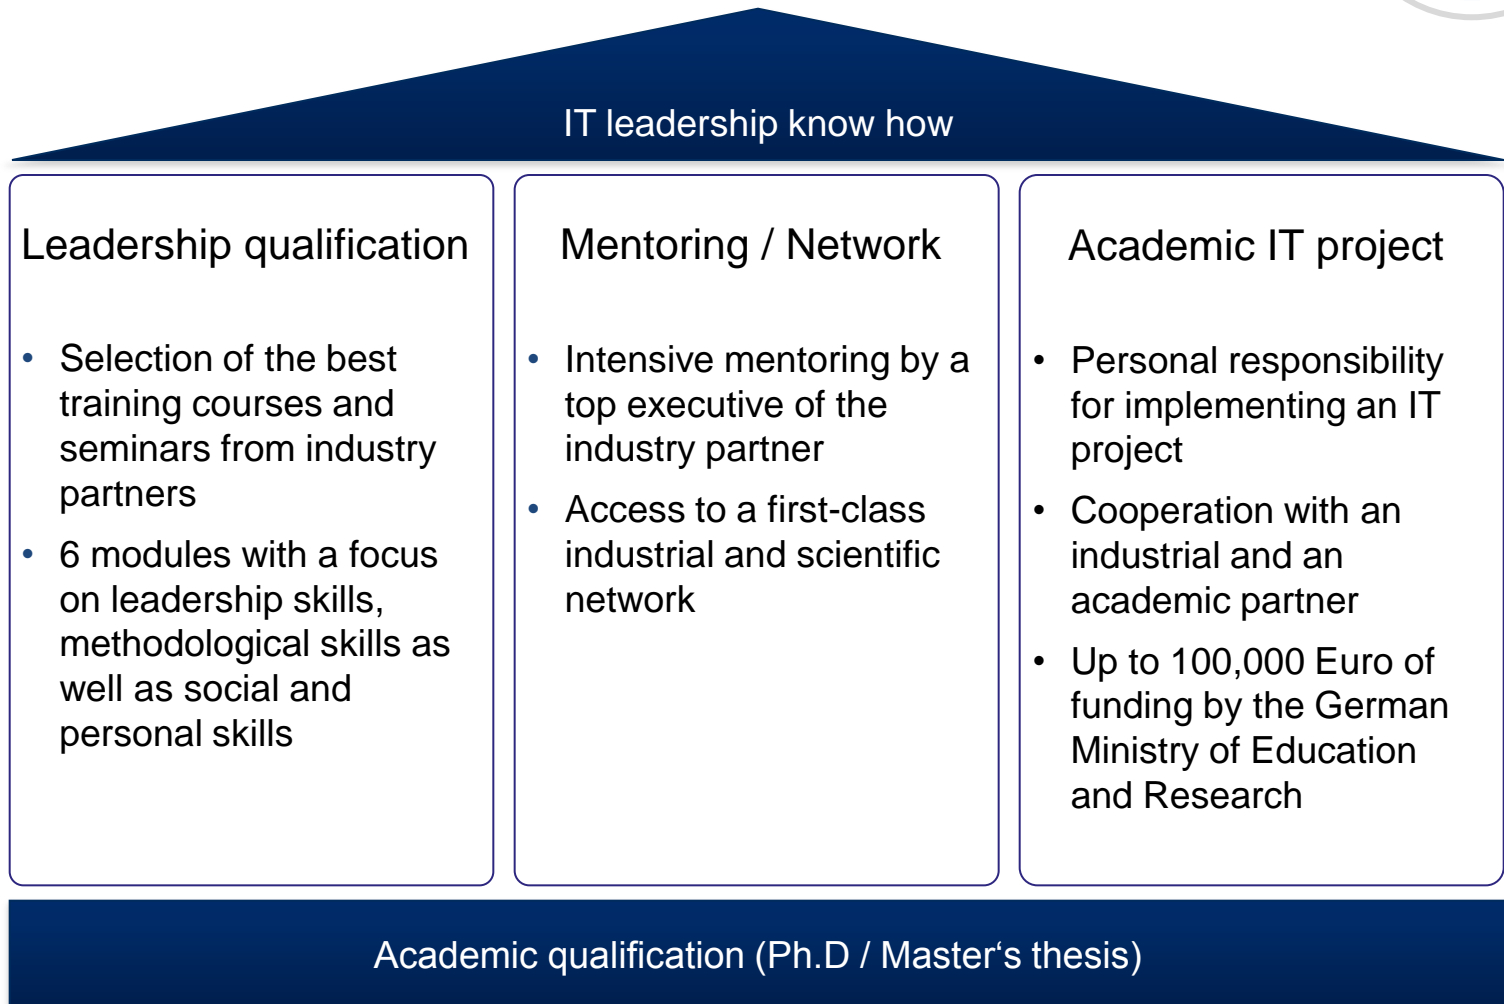 IT leadership know how
Leadership qualification
• Selection of the best
training courses and
seminars from industry
partners
• 6 modules with a focus
on leadership skills,
methodological skills as
well as social and
personal skills
Mentoring / Network
• Intensive mentoring by a
top executive of the
industry partner
• Access to a first-class
industrial and scientific
network
Academic IT project
• Personal responsibility
for implementing an IT
project
• Cooperation with an
industrial and an
academic partner
• Up to 100,000 Euro of
funding by the German
Ministry of Education
and Research
Academic qualification (Ph.D / Master‘s thesis)